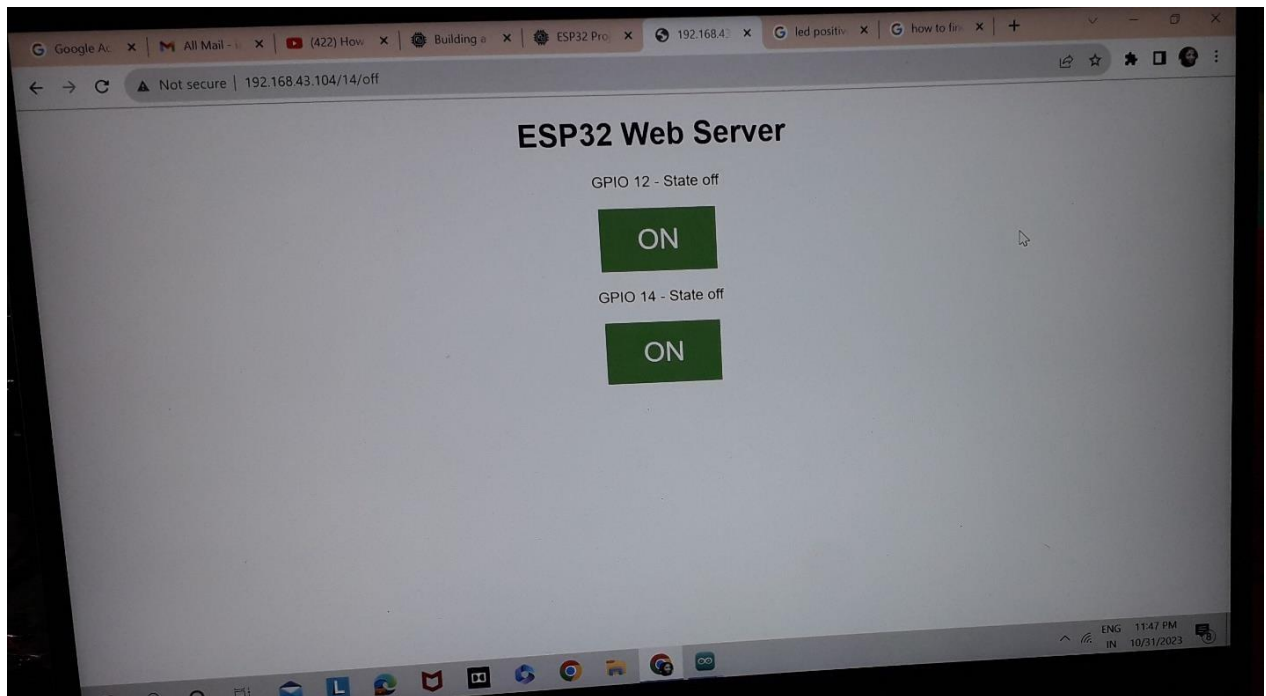 Google Ac All Mail - (422) How Building a ESP32 Pro 192.168.43 led positiv how to fin
Not secure | 192.168.43.104/14/off
ESP32 Web Server
GPIO 12 - State off
ON
GPIO 14 - State off
ON
ENG 11:47 PM
IN 10/31/2023 8